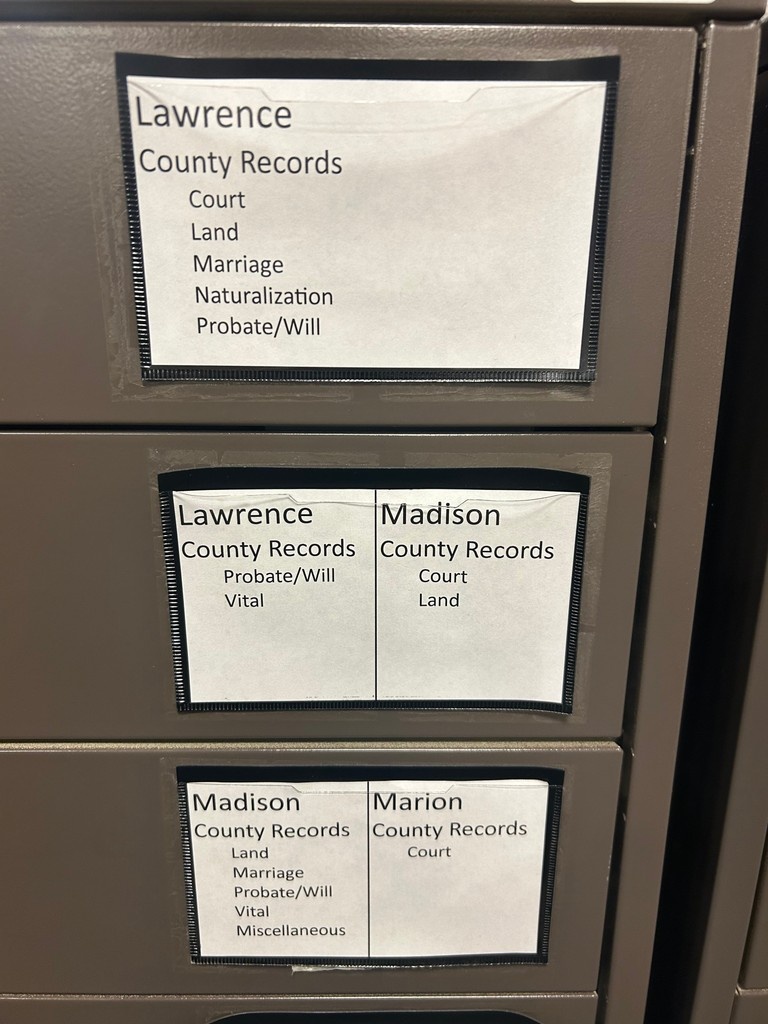 Lawrence
County Records
Court
Land
Marriage
Naturalization
Probate/Will
Lawrence
County Records
Probate/Will
Vital
Madison
County Records
Court
Land
Madison
County Records
Land
Marriage
Probate/Will
Vital
Miscellaneous
Marion
County Records
Court